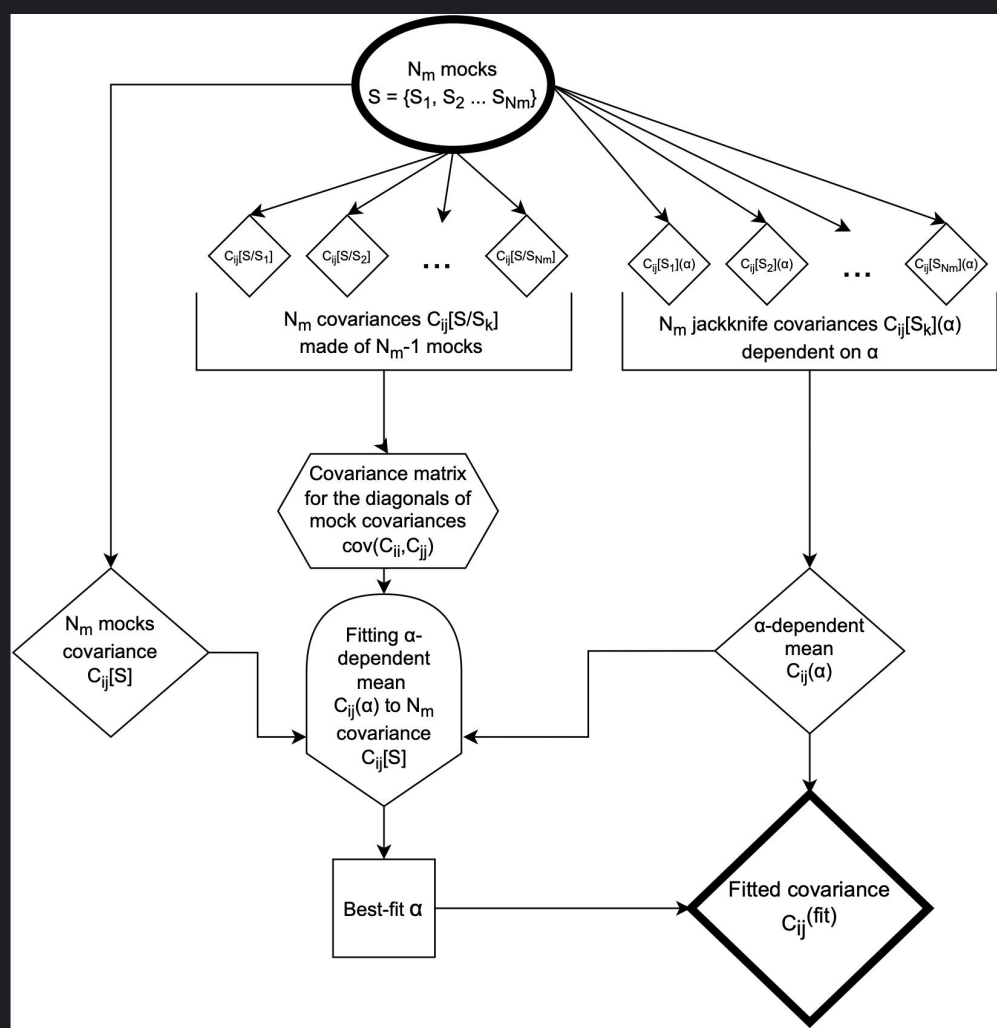 N_m mocks
S = {S_1, S_2 ... S_Nm}
C_ij[S/S_1]
C_ij[S/S_2]
...
C_ij[S/S_Nm]
C_ij[S_1](α)
C_ij[S_2](α)
...
C_ij[S_Nm](α)
N_m covariances C_ij[S/S_k]
made of N_m-1 mocks
N_m jackknife covariances C_ij[S_k](α)
dependent on α
Covariance matrix
for the diagonals of
mock covariances
cov(C_ii,C_jj)
N_m mocks
covariance
C_ij[S]
Fitting α-
dependent
mean
C_ij(α) to N_m
covariance
C_ij[S]
α-dependent
mean
C_ij(α)
Best-fit α
Fitted covariance
C_ij^(fit)